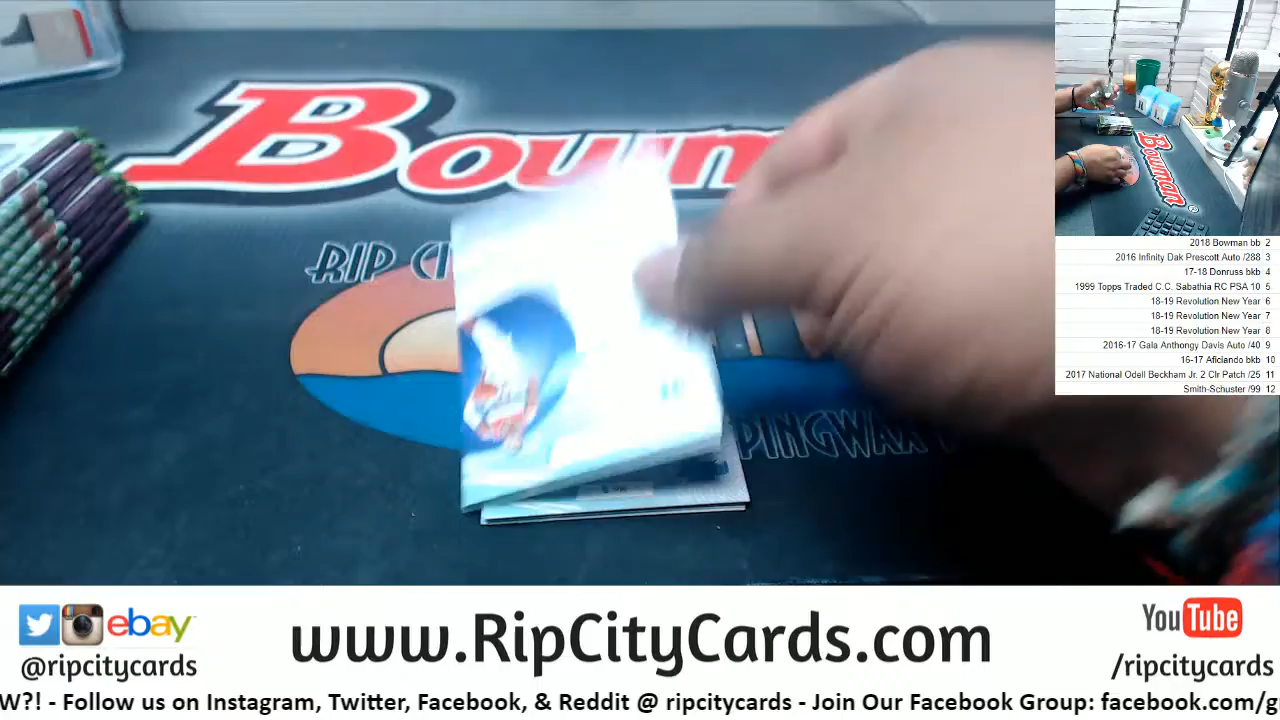 Bowm
RIP CI
PINGWAX
Bowman
2018 Bowman bb 2
2016 Infinity Dak Prescott Auto /288 3
17-18 Donruss bkb 4
1999 Topps Traded C.C. Sabathia RC PSA 10 5
18-19 Revolution New Year 6
18-19 Revolution New Year 7
18-19 Revolution New Year 8
2016-17 Gala Anthongy Davis Auto /40 9
16-17 Aficiando bkb 10
2017 National Odell Beckham Jr. 2 Clr Patch /25 11
Smith-Schuster /99 12
ebay
www.RipCityCards.com
YouTube
@ripcitycards
/ripcitycards
W?! - Follow us on Instagram, Twitter, Facebook, & Reddit @ ripcitycards - Join Our Facebook Group: facebook.com/g